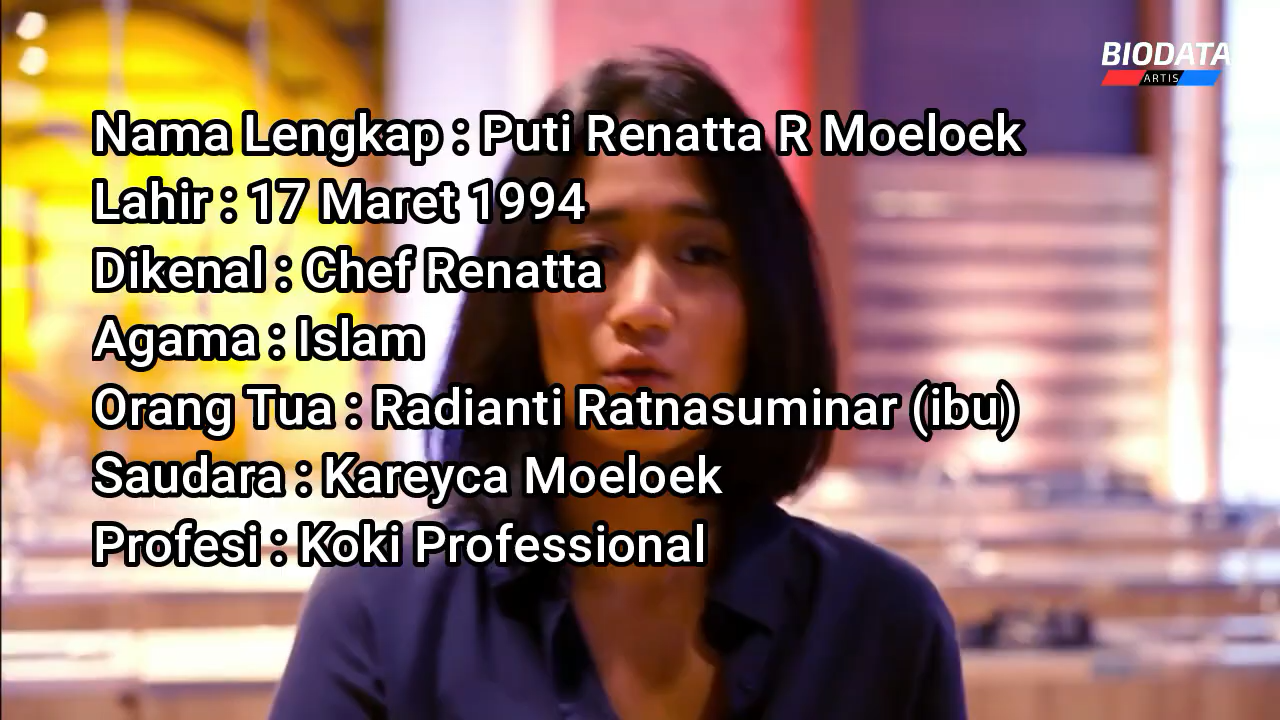 BIODATA
ARTIS
Nama Lengkap : Puti Renatta R Moeloek
Lahir : 17 Maret 1994
Dikenal : Chef Renatta
Agama : Islam
Orang Tua : Radianti Ratnasuminar (ibu)
Saudara : Kareyca Moeloek
Profesi : Koki Professional